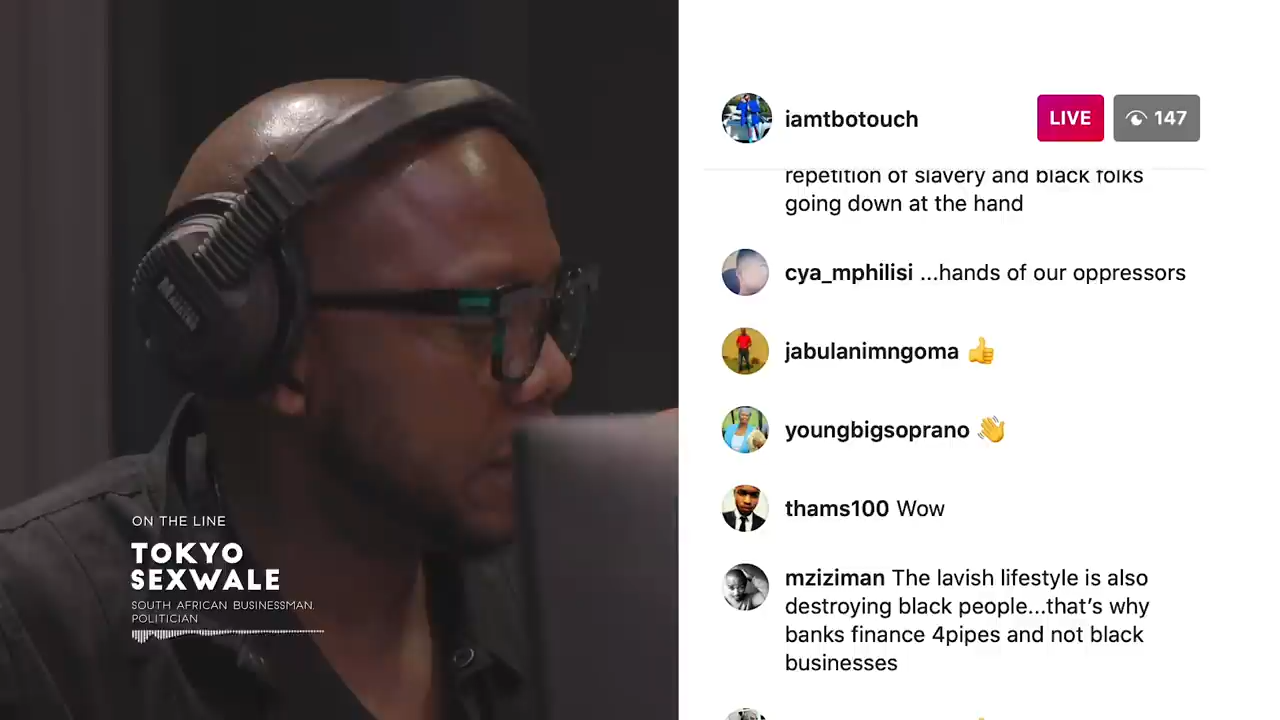 iamtbotouch
LIVE
147
repetition of slavery and black folks
going down at the hand
cya_mphilisi ...hands of our oppressors
jabulanimngoma 👍
youngbigsoprano 👋
thams100 Wow
mziziman The lavish lifestyle is also
destroying black people...that's why
banks finance 4pipes and not black
businesses
ON THE LINE
TOKYO
SEXWALE
SOUTH AFRICAN BUSINESSMAN,
POLITICIAN